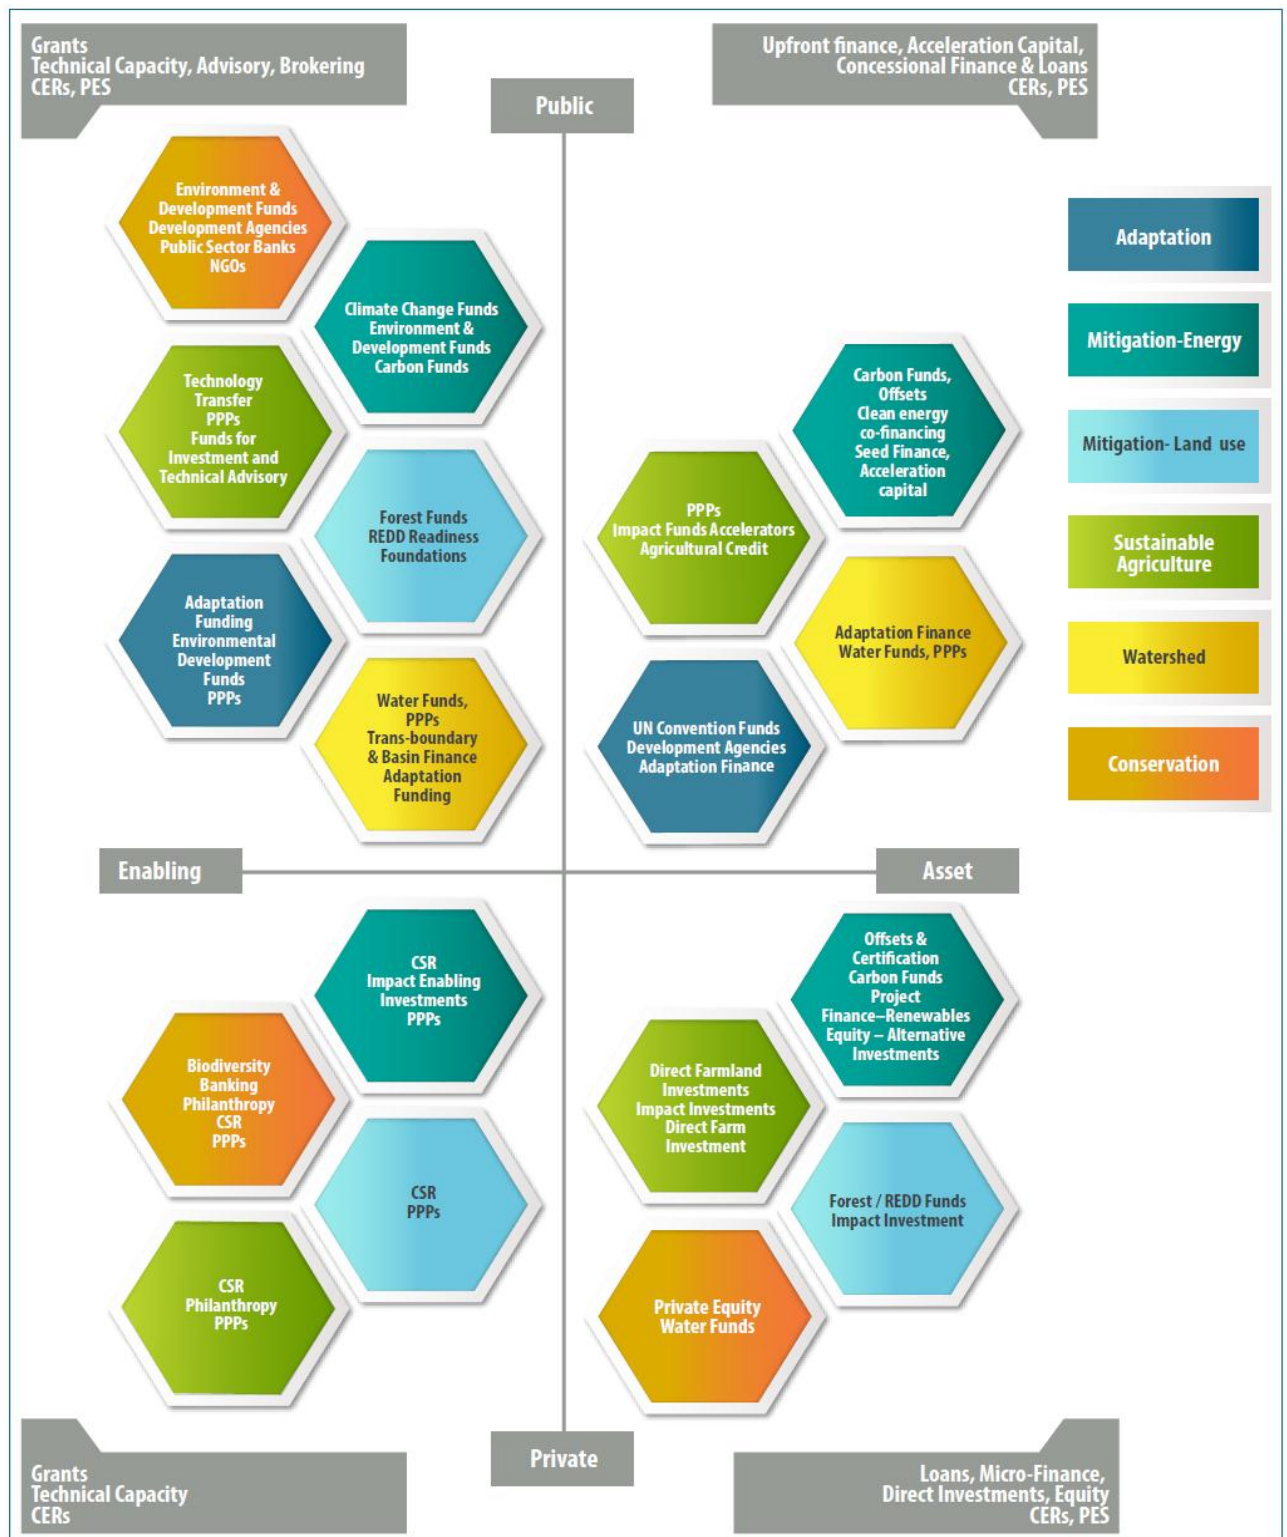 Grants
Technical Capacity, Advisory, Brokering
CERs, PES
Upfront finance, Acceleration Capital,
Concessional Finance & Loans
CERs, PES
Public
Environment &
Development Funds
Development Agencies
Public Sector Banks
NGOs
Climate Change Funds
Environment &
Development Funds
Carbon Funds
Technology
Transfer
PPPs
Funds for
Investment and
Technical Advisory
Forest Funds
REDD Readiness
Foundations
Adaptation
Funding
Environmental
Development
Funds
PPPs
Water Funds,
PPPs
Trans-boundary
& Basin Finance
Adaptation
Funding
Carbon Funds,
Offsets
Clean energy
co-financing
Seed Finance,
Acceleration
capital
PPPs
Impact Funds Accelerators
Agricultural Credit
Adaptation Finance
Water Funds, PPPs
UN Convention Funds
Development Agencies
Adaptation Finance
Adaptation
Mitigation-Energy
Mitigation- Land use
Sustainable
Agriculture
Watershed
Conservation
Enabling
Asset
CSR
Impact Enabling
Investments
PPPs
Biodiversity
Banking
Philanthropy
CSR
PPPs
CSR
PPPs
CSR
Philanthropy
PPPs
Offsets &
Certification
Carbon Funds
Project
Finance–Renewables
Equity – Alternative
Investments
Direct Farmland
Investments
Impact Investments
Direct Farm
Investment
Forest / REDD Funds
Impact Investment
Private Equity
Water Funds
Private
Grants
Technical Capacity
CERs
Loans, Micro-Finance,
Direct Investments, Equity
CERs, PES